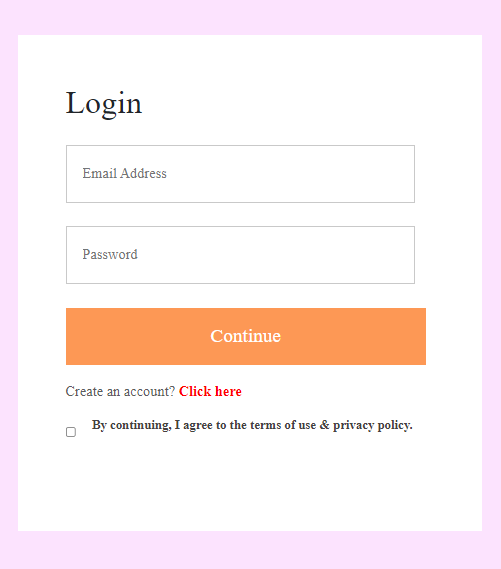 Login
Email Address
Password
Continue
Create an account? Click here
By continuing, I agree to the terms of use & privacy policy.